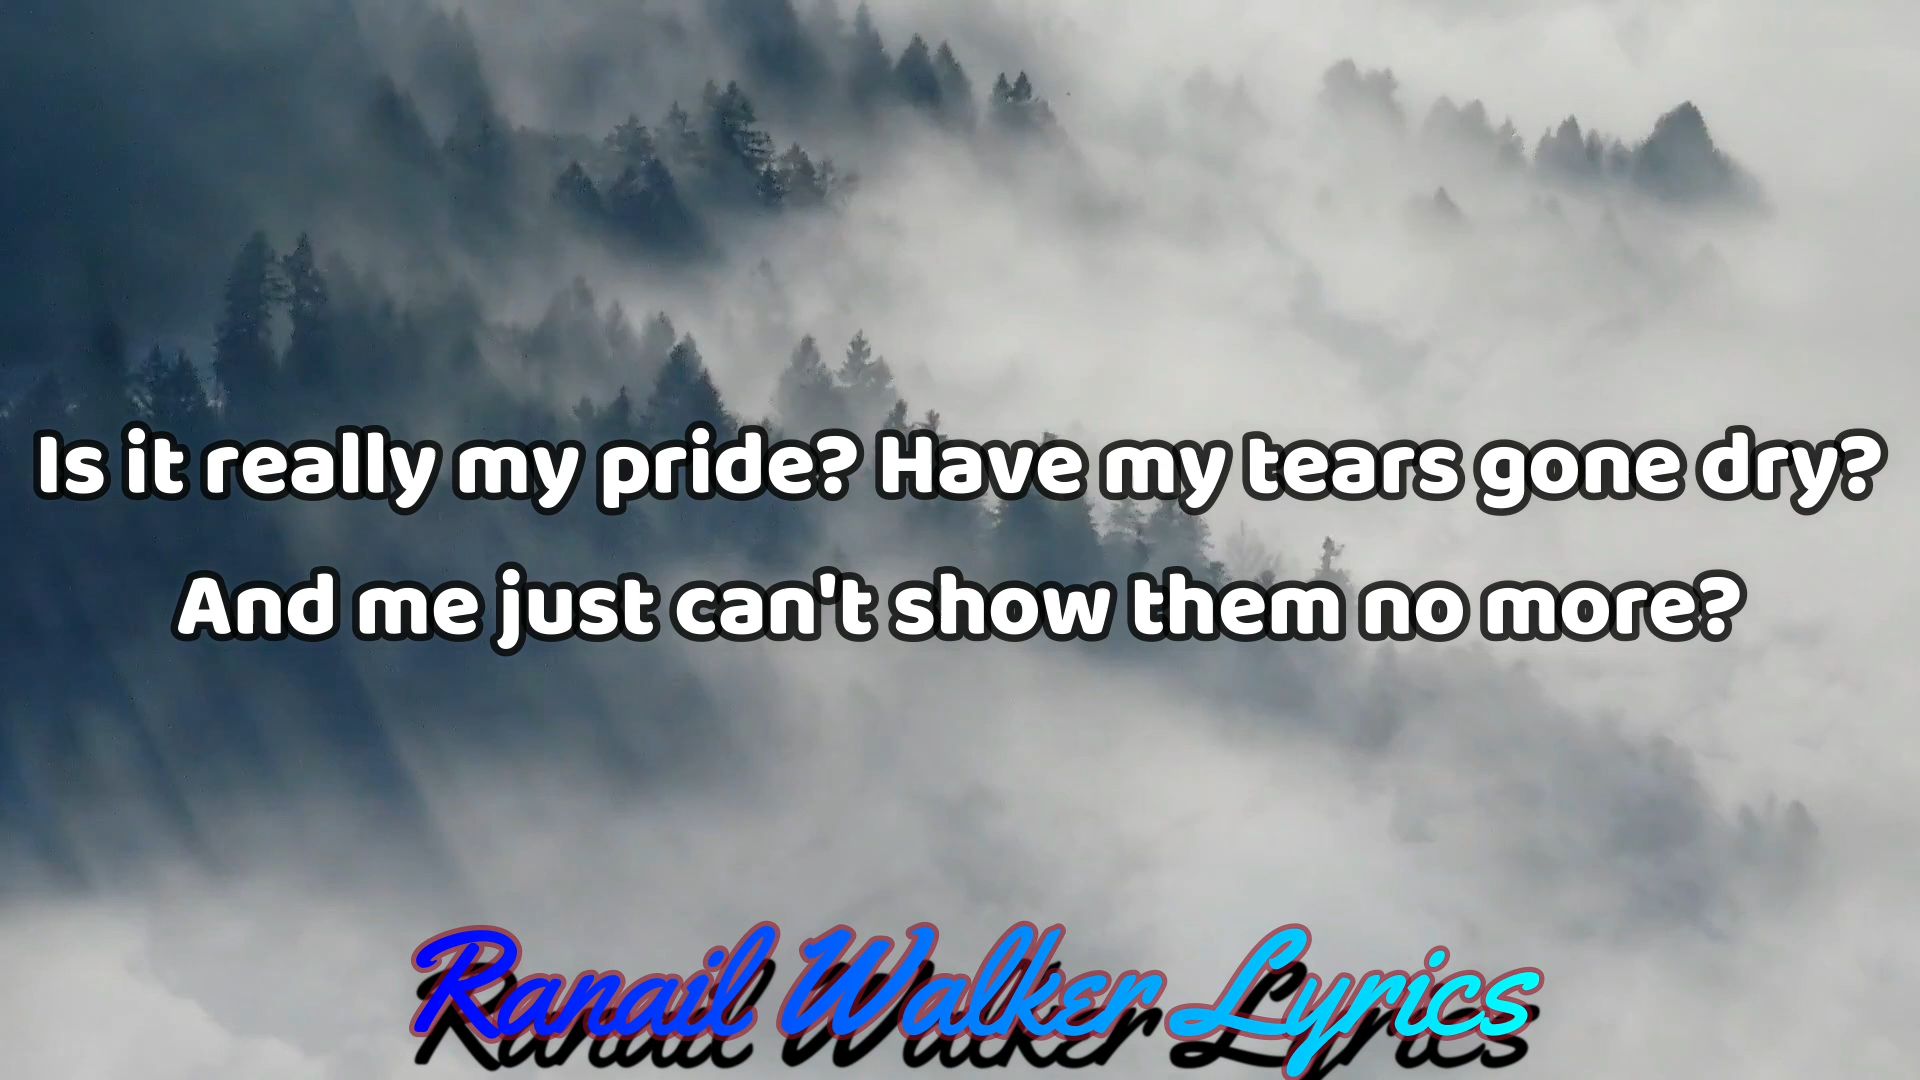 Is it really my pride? Have my tears gone dry?
And me just can't show them no more?
Ranail Walker Lyrics